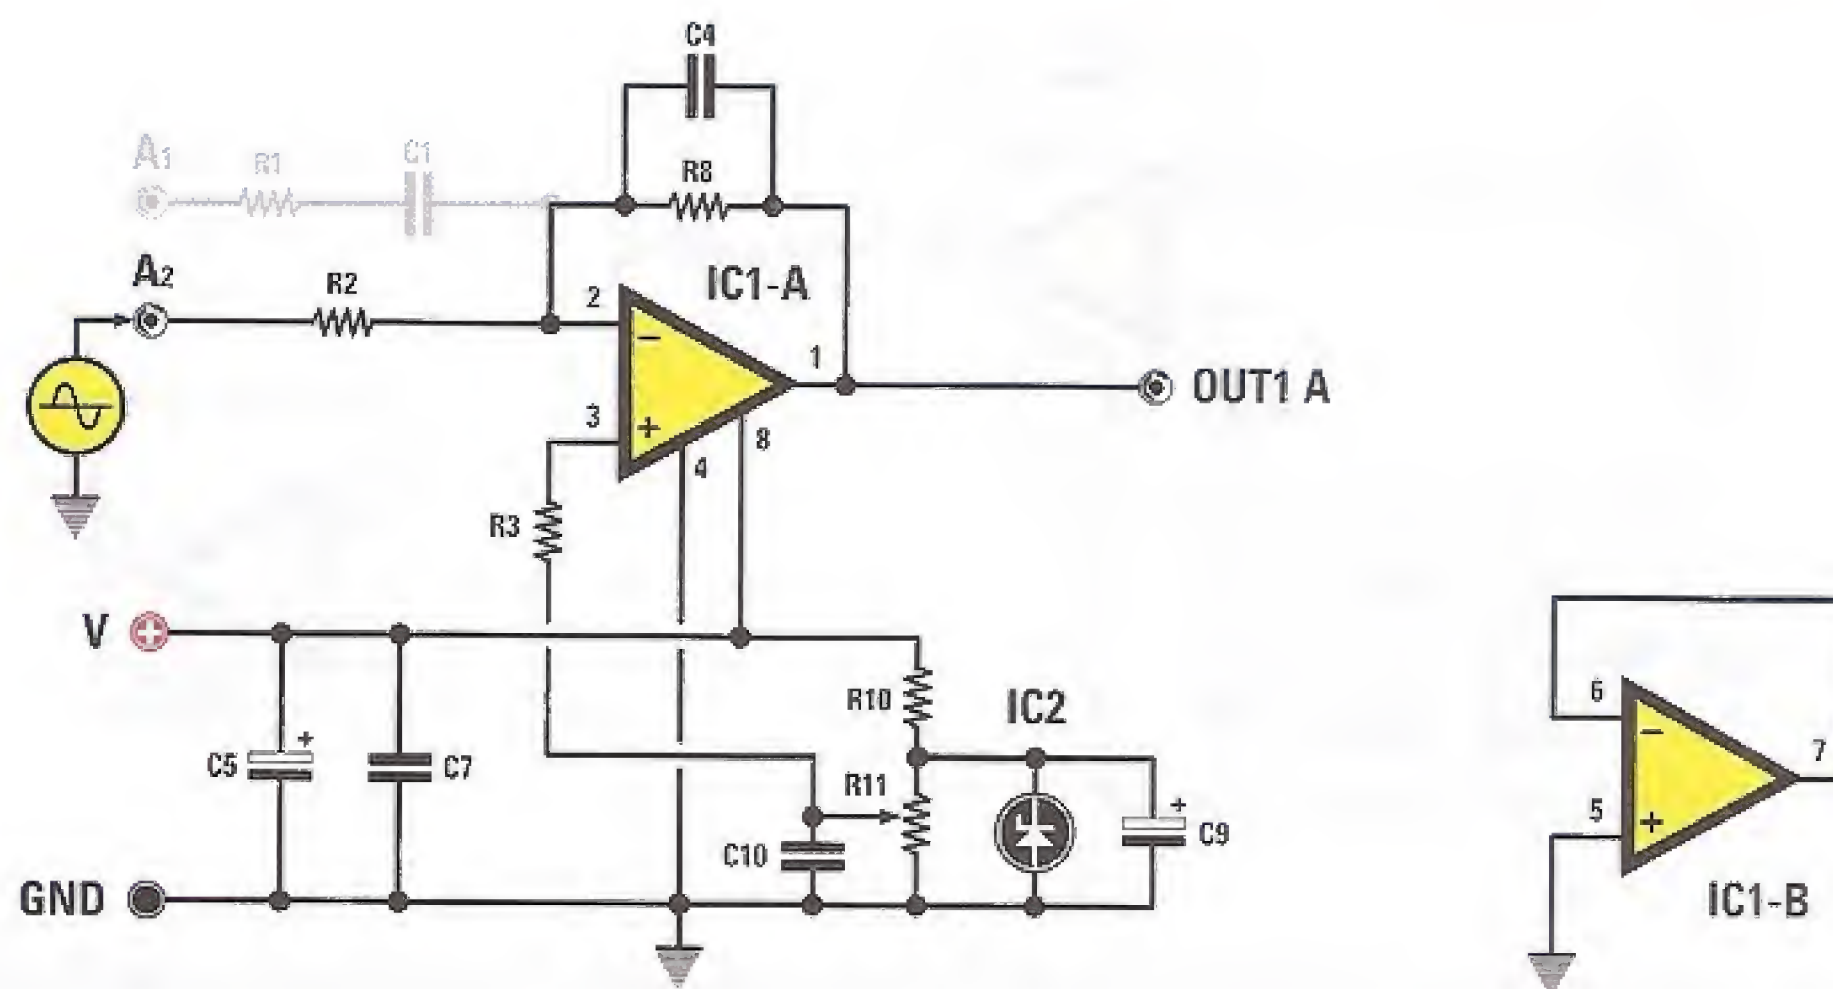 C4
A1
R1
C1
R8
A2
R2
IC1-A
2
−
1
OUT1 A
3
+
8
4
R3
V
+
R10
IC2
6
−
7
C5
+
C7
R11
5
+
+
C10
C9
GND
IC1-B